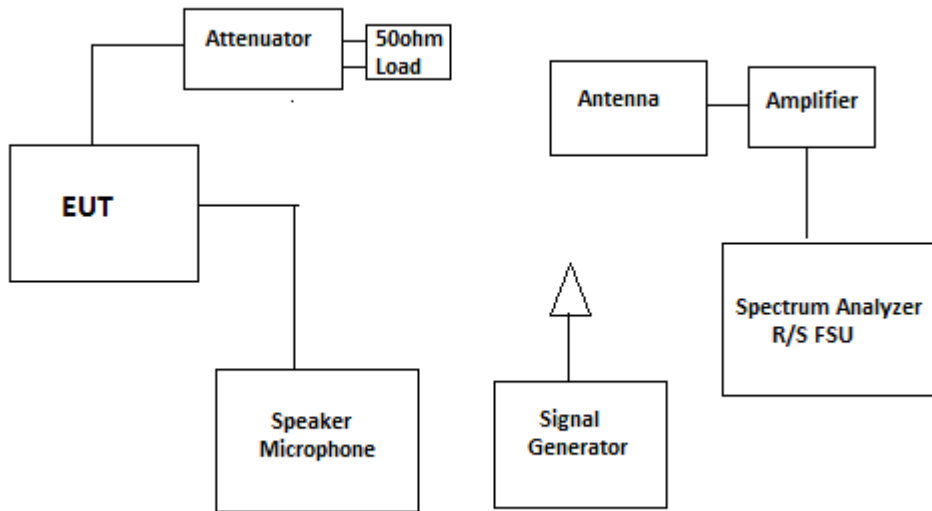 Attenuator
50ohm
Load
Antenna
Amplifier
EUT
Spectrum Analyzer
R/S FSU
Speaker
Microphone
Signal
Generator